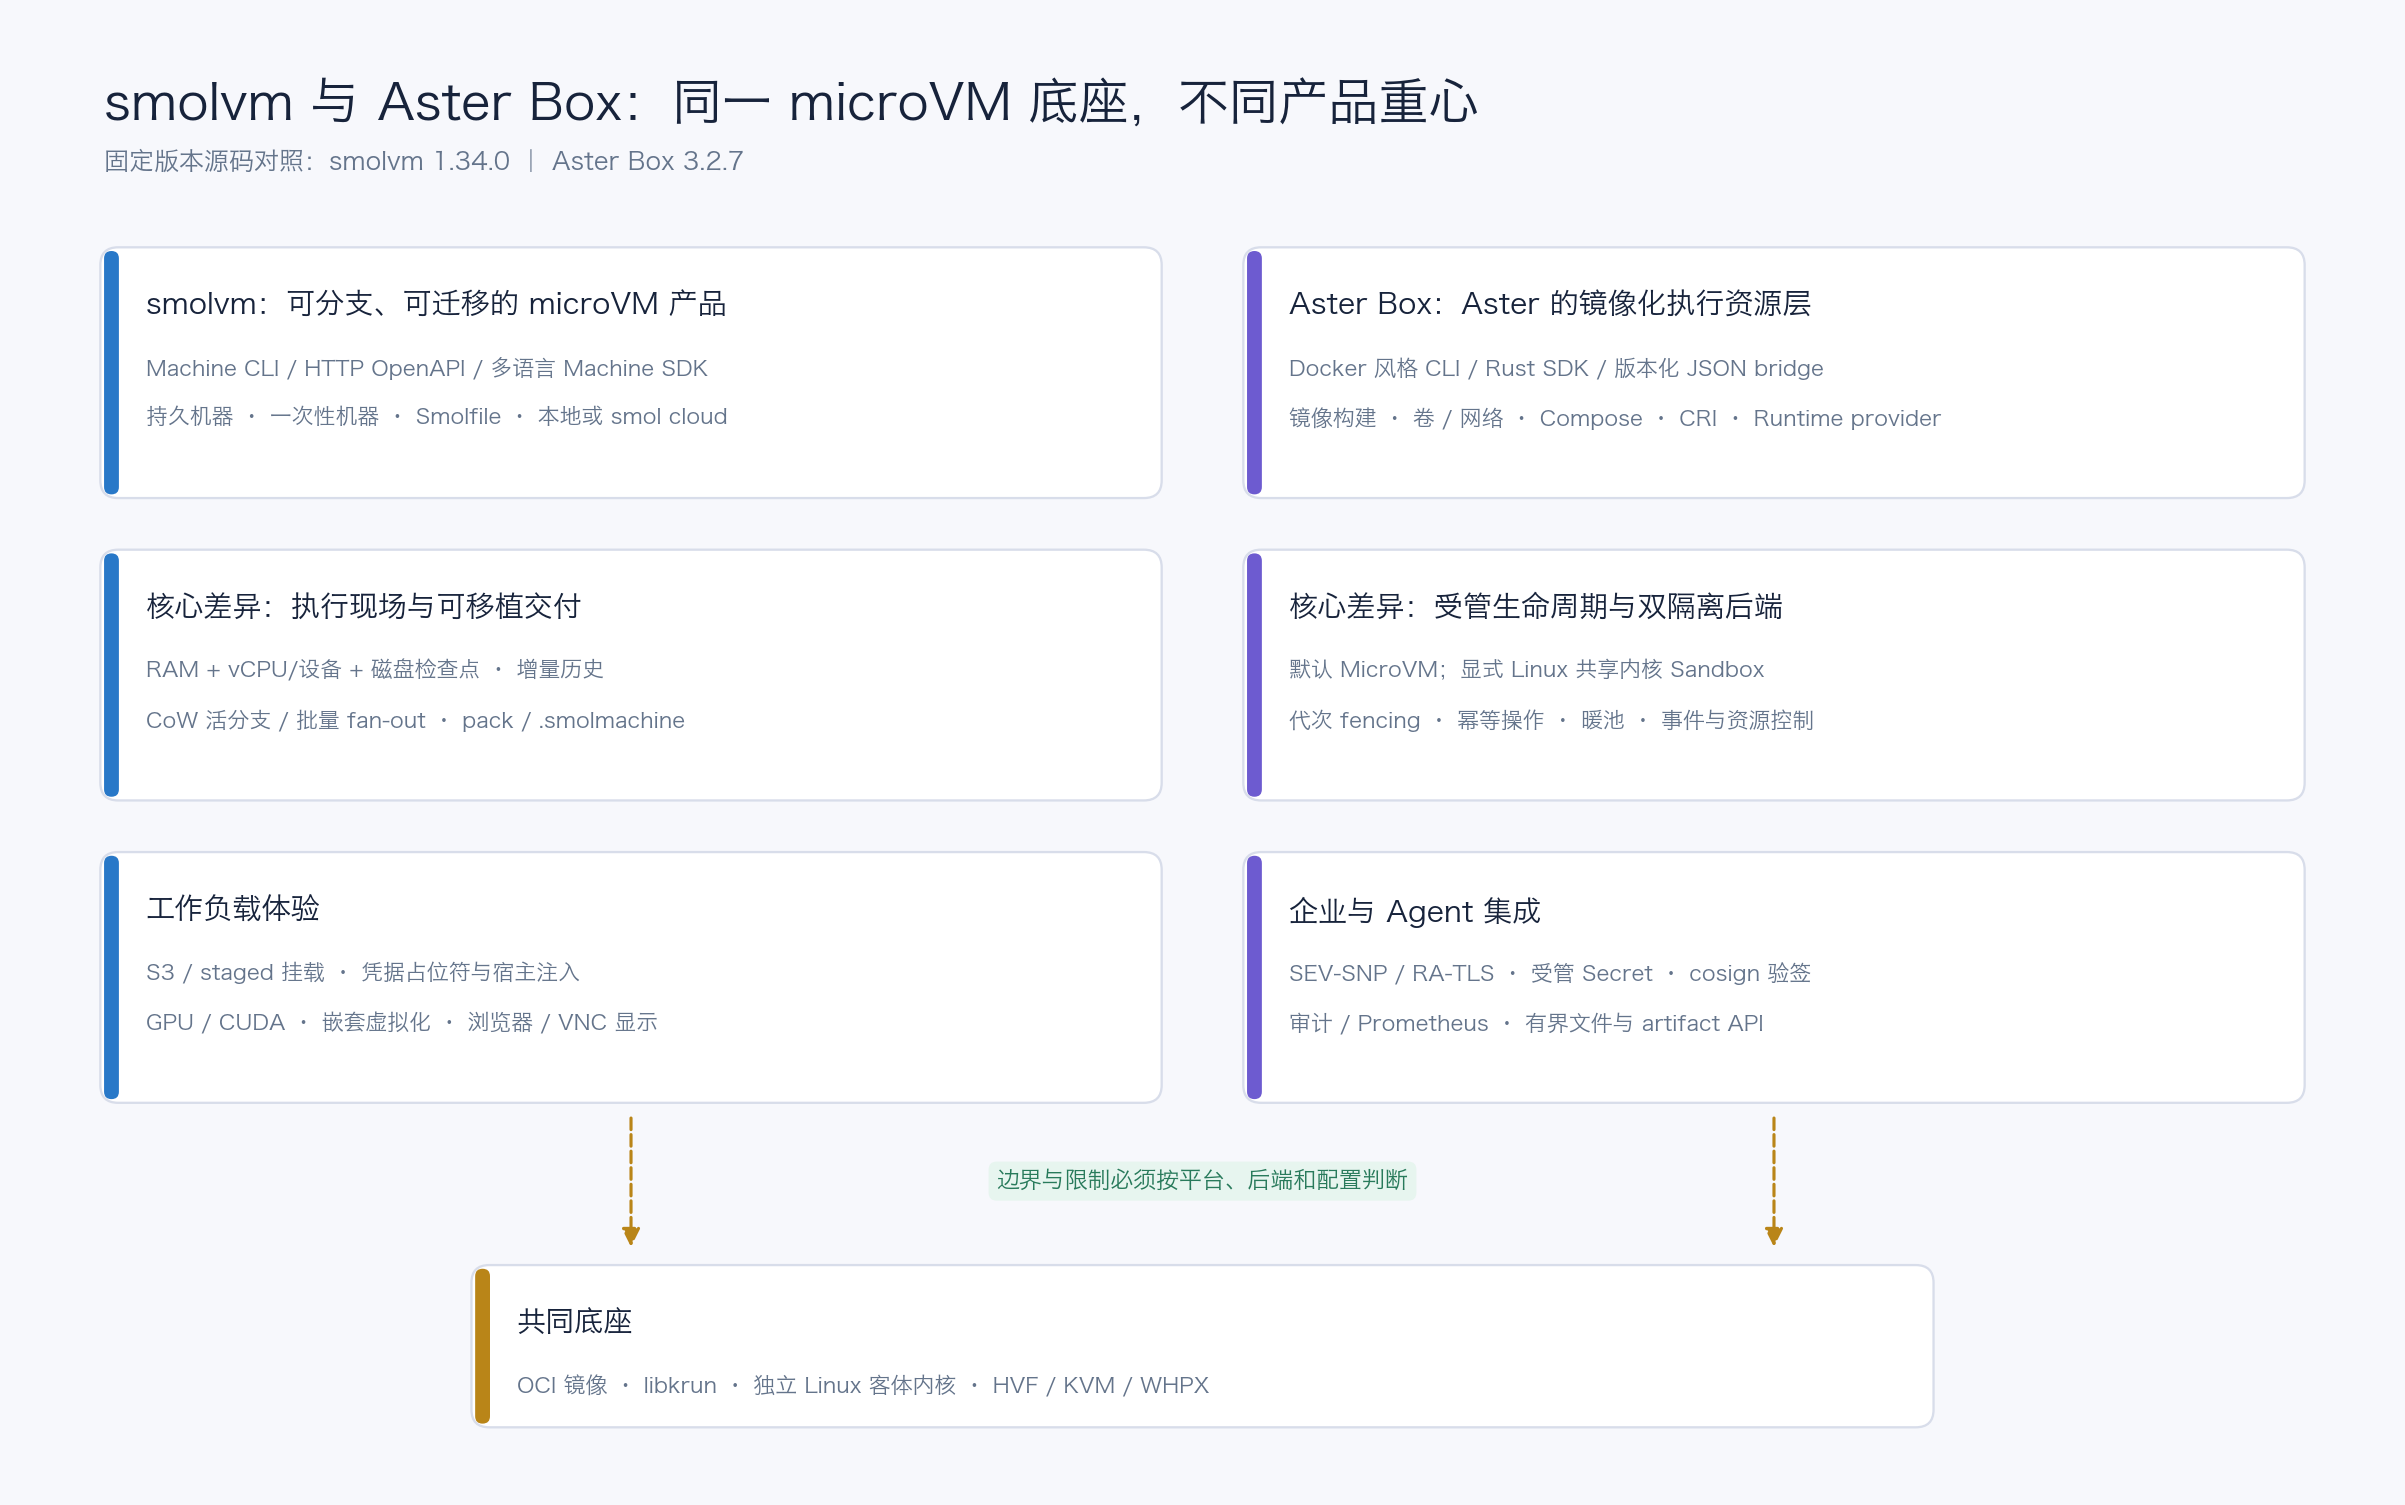 smolvm 与 Aster Box：同一 microVM 底座，不同产品重心
固定版本源码对照：smolvm 1.34.0 ｜ Aster Box 3.2.7
smolvm：可分支、可迁移的 microVM 产品
Machine CLI / HTTP OpenAPI / 多语言 Machine SDK
持久机器 · 一次性机器 · Smolfile · 本地或 smol cloud
Aster Box：Aster 的镜像化执行资源层
Docker 风格 CLI / Rust SDK / 版本化 JSON bridge
镜像构建 · 卷 / 网络 · Compose · CRI · Runtime provider
核心差异：执行现场与可移植交付
RAM + vCPU/设备 + 磁盘检查点 · 增量历史
CoW 活分支 / 批量 fan-out · pack / .smolmachine
核心差异：受管生命周期与双隔离后端
默认 MicroVM；显式 Linux 共享内核 Sandbox
代次 fencing · 幂等操作 · 暖池 · 事件与资源控制
工作负载体验
S3 / staged 挂载 · 凭据占位符与宿主注入
GPU / CUDA · 嵌套虚拟化 · 浏览器 / VNC 显示
企业与 Agent 集成
SEV-SNP / RA-TLS · 受管 Secret · cosign 验签
审计 / Prometheus · 有界文件与 artifact API
边界与限制必须按平台、后端和配置判断
共同底座
OCI 镜像 · libkrun · 独立 Linux 客体内核 · HVF / KVM / WHPX